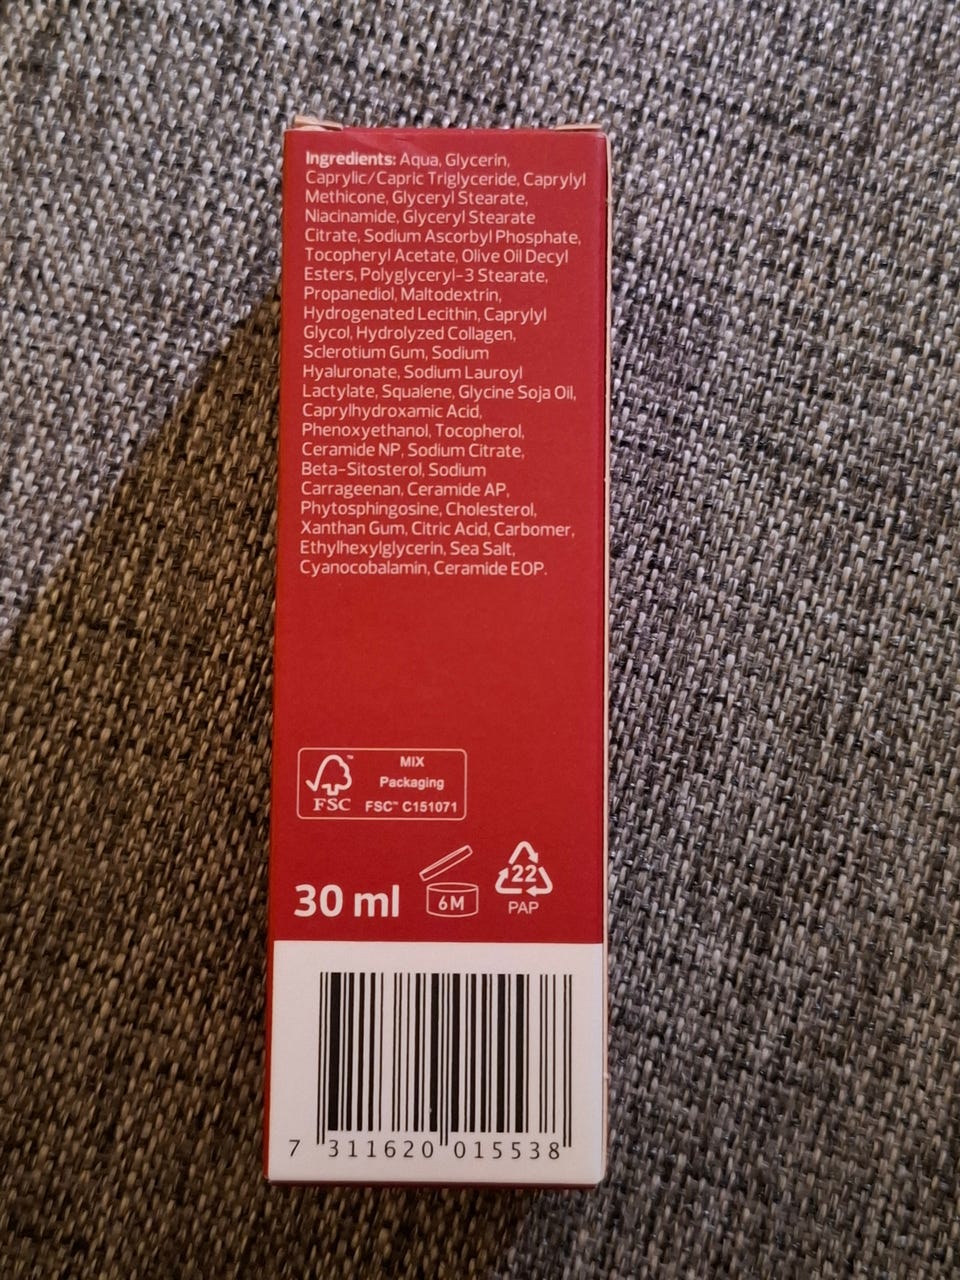 Ingredients: Aqua, Glycerin,
Caprylic/Capric Triglyceride, Caprylyl
Methicone, Glyceryl Stearate,
Niacinamide, Glyceryl Stearate
Citrate, Sodium Ascorbyl Phosphate,
Tocopheryl Acetate, Olive Oil Decyl
Esters, Polyglyceryl-3 Stearate,
Propanediol, Maltodextrin,
Hydrogenated Lecithin, Caprylyl
Glycol, Hydrolyzed Collagen,
Sclerotium Gum, Sodium
Hyaluronate, Sodium Lauroyl
Lactylate, Squalene, Glycine Soja Oil,
Caprylhydroxamic Acid,
Phenoxyethanol, Tocopherol,
Ceramide NP, Sodium Citrate,
Beta-Sitosterol, Sodium
Carrageenan, Ceramide AP,
Phytosphingosine, Cholesterol,
Xanthan Gum, Citric Acid, Carbomer,
Ethylhexylglycerin, Sea Salt,
Cyanocobalamin, Ceramide EOP.
MIX
Packaging
FSC™ C151071
FSC
30 ml
6M
22
PAP
7 311620 015538